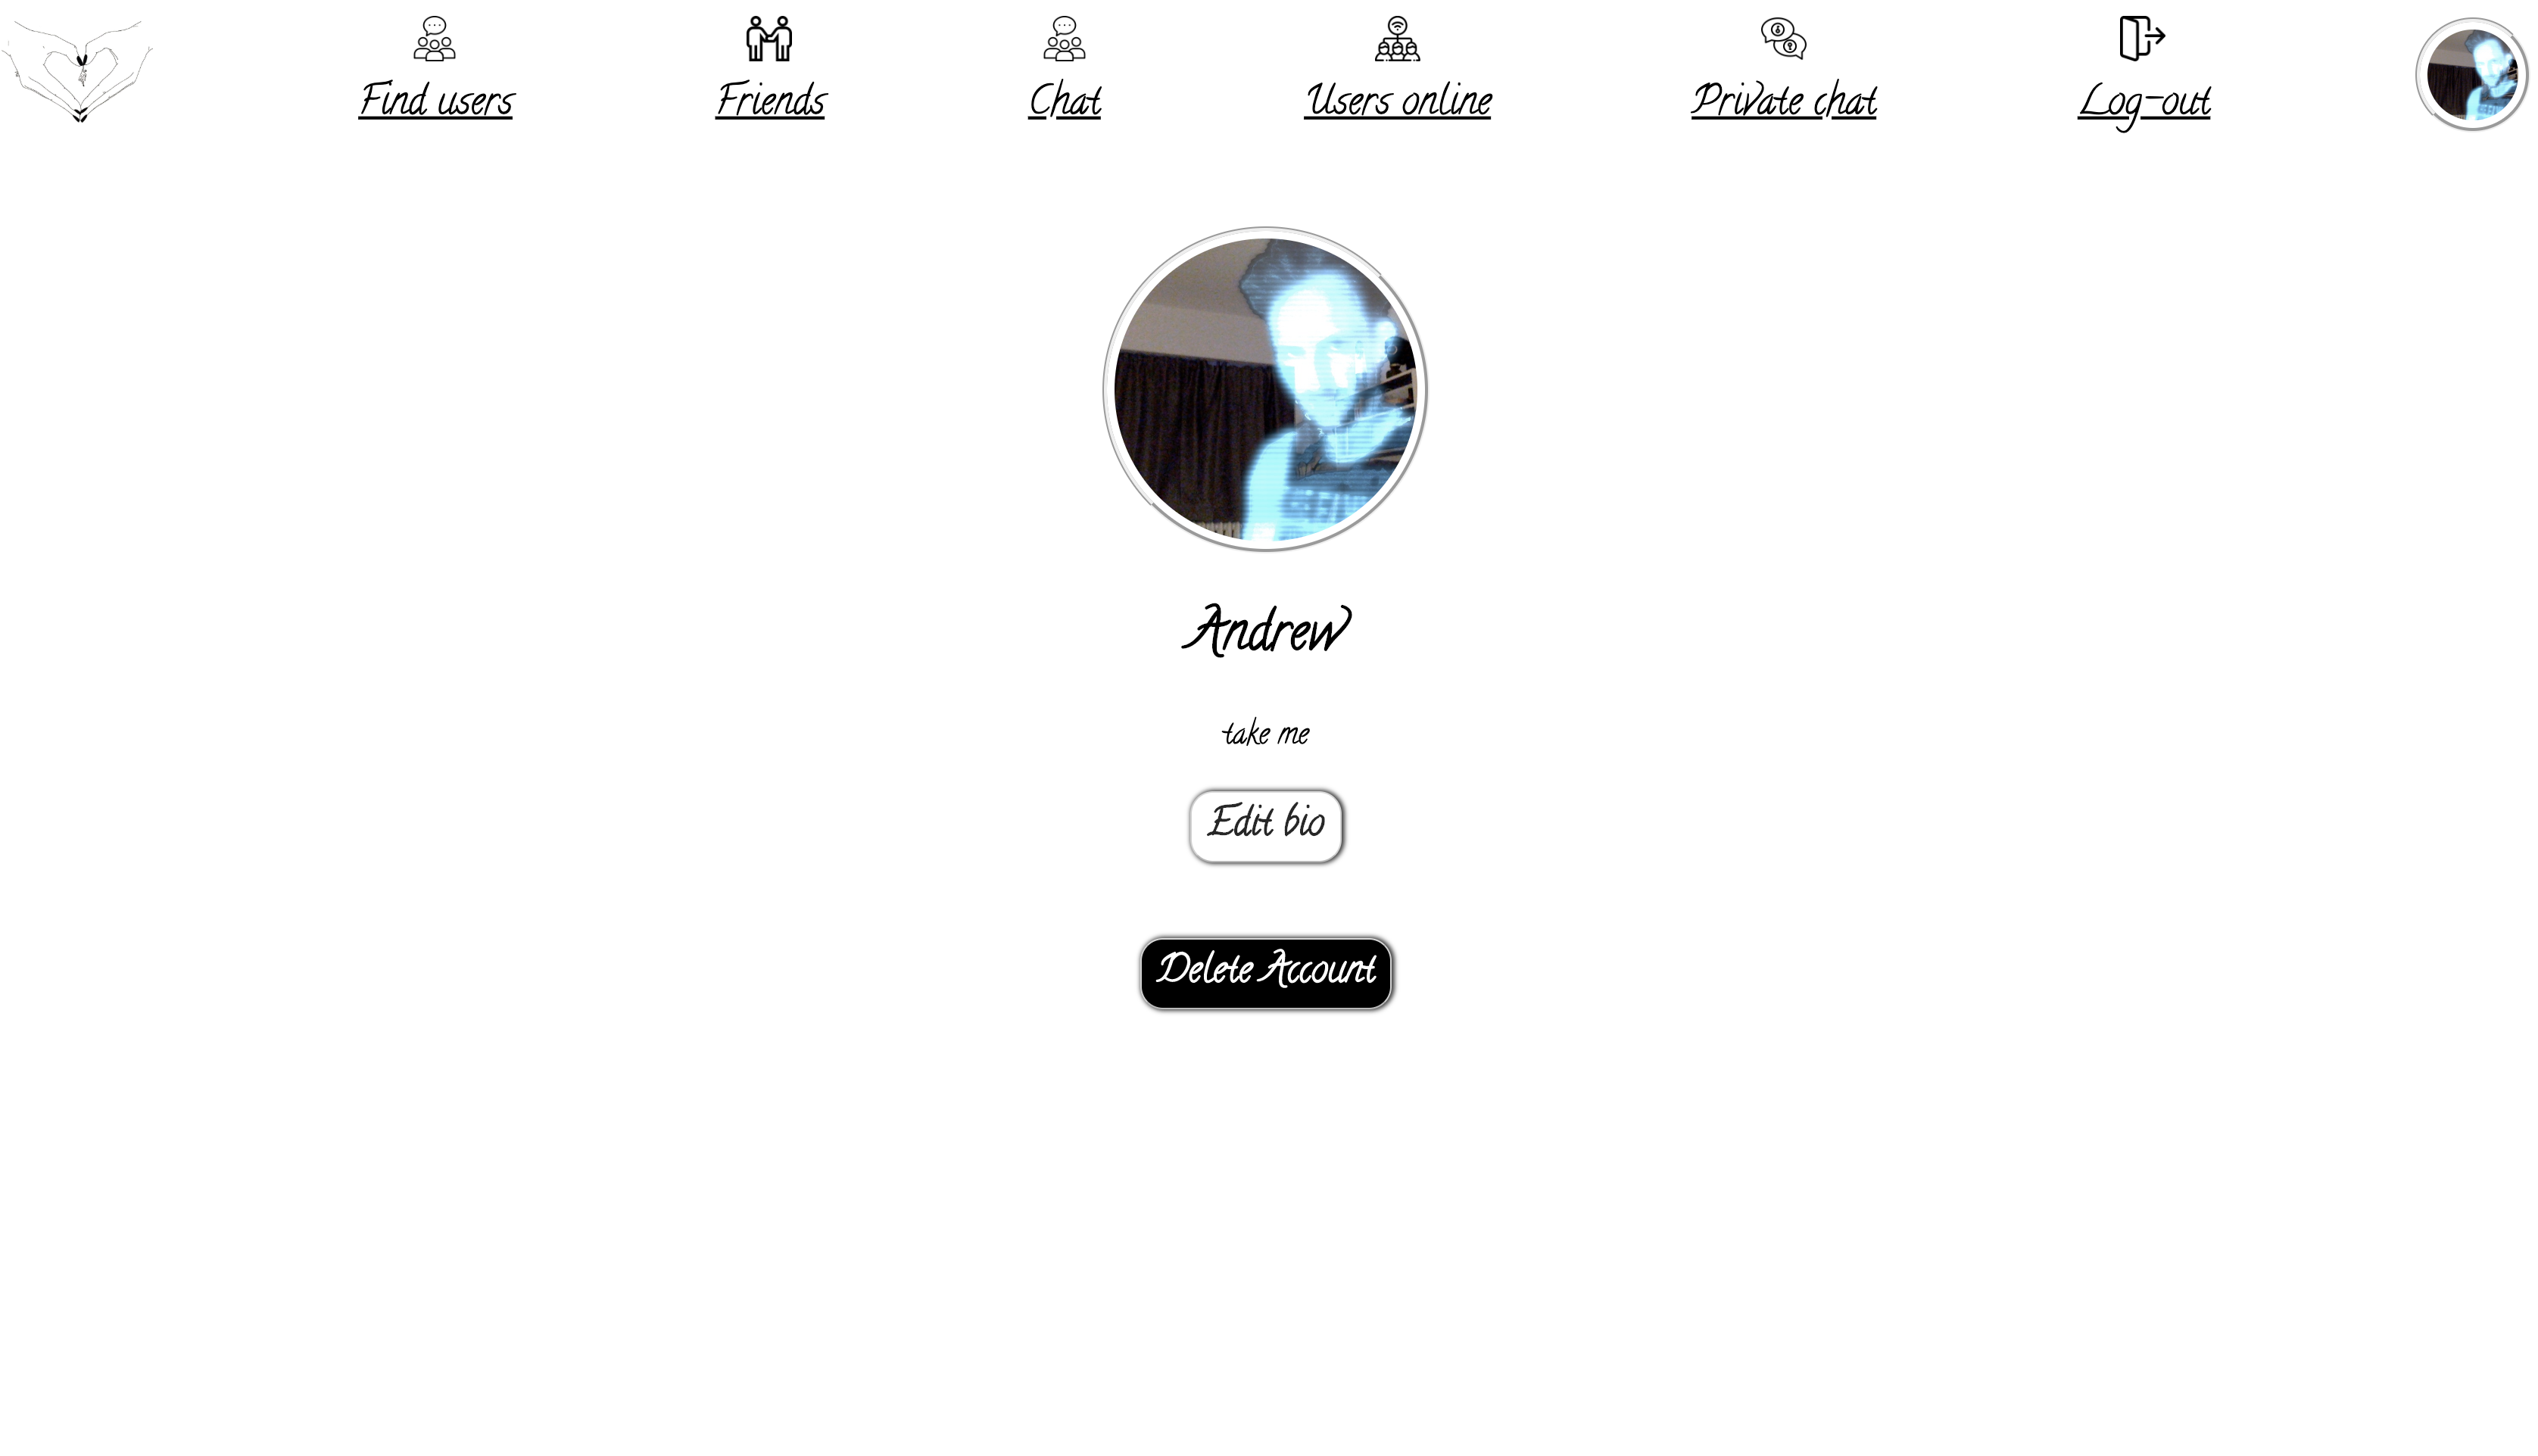 Find users
Friends
Chat
Users online
Private chat
Log-out
Andrew
take me
Edit bio
Delete Account